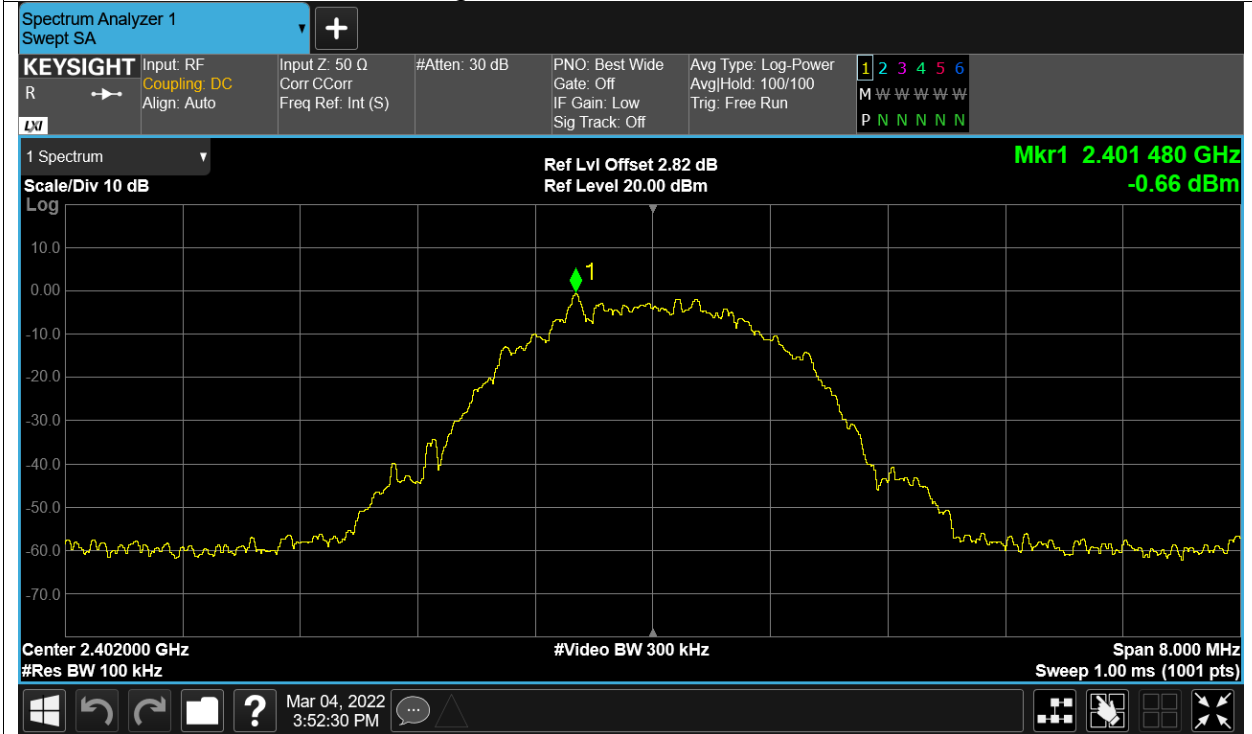 Spectrum Analyzer 1
Swept SA
KEYSIGHT
R
LXI
Input: RF
Coupling: DC
Align: Auto
Input Z: 50 Ω
Corr CCorr
Freq Ref: Int (S)
#Atten: 30 dB
PNO: Best Wide
Gate: Off
IF Gain: Low
Sig Track: Off
Avg Type: Log-Power
Avg|Hold: 100/100
Trig: Free Run
1 2 3 4 5 6
M W W W W W
P N N N N N
1 Spectrum
Scale/Div 10 dB
Log
Ref Lvl Offset 2.82 dB
Ref Level 20.00 dBm
Mkr1 2.401 480 GHz
-0.66 dBm
10.0
0.00
-10.0
-20.0
-30.0
-40.0
-50.0
-60.0
-70.0
1
Center 2.402000 GHz
#Res BW 100 kHz
#Video BW 300 kHz
Span 8.000 MHz
Sweep 1.00 ms (1001 pts)
?
Mar 04, 2022
3:52:30 PM